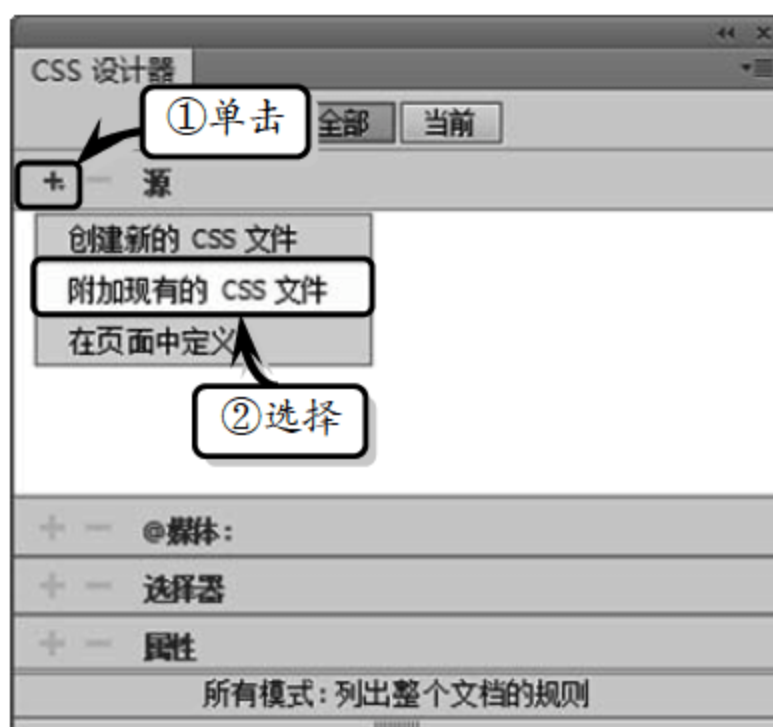 CSS 设计器
①单击
全部
当前
源
创建新的 CSS 文件
附加现有的 CSS 文件
在页面中定义
②选择
@媒体:
选择器
属性
所有模式:列出整个文档的规则